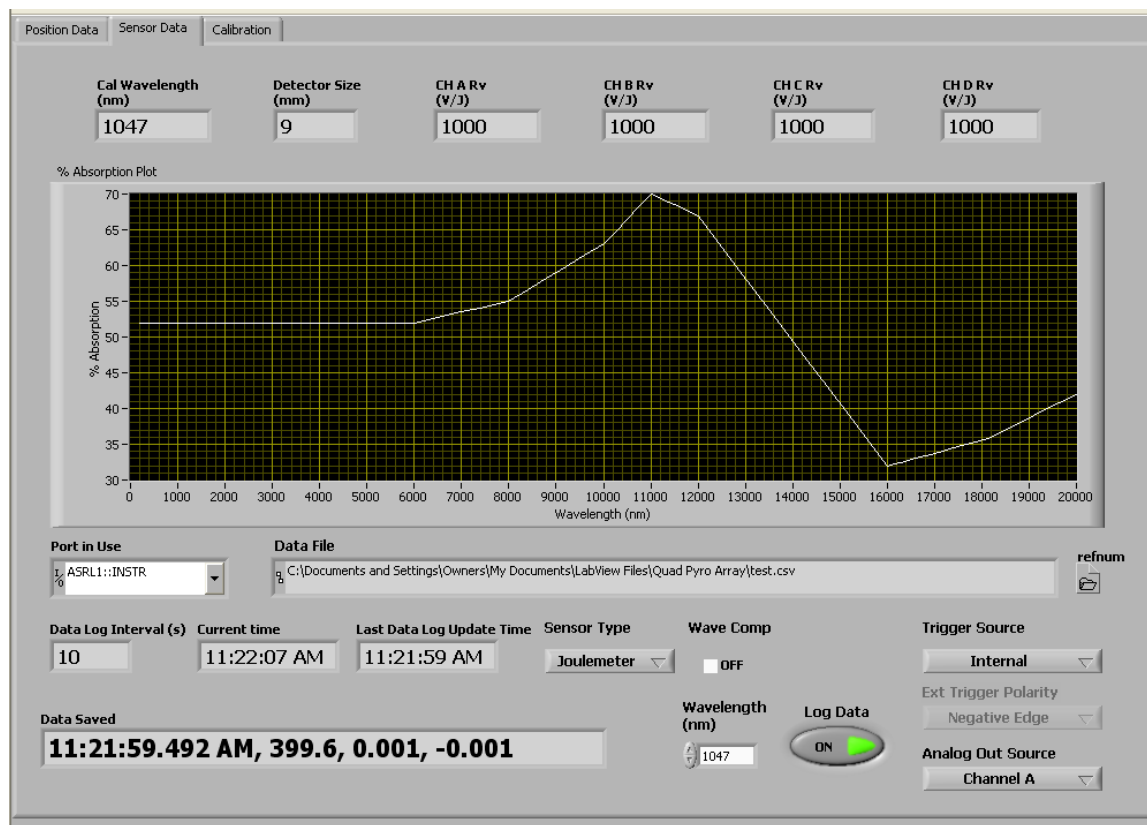 Position Data Sensor Data Calibration
Cal Wavelength (nm) Detector Size (mm) CH A Rv (V/J) CH B Rv (V/J) CH C Rv (V/J) CH D Rv (V/J)
1047 9 1000 1000 1000 1000
% Absorption Plot
70
65
60
55
50
45
40
35
30
% Absorption
0 1000 2000 3000 4000 5000 6000 7000 8000 9000 10000 11000 12000 13000 14000 15000 16000 17000 18000 19000 20000
Wavelength (nm)
Port in Use Data File refnum
I/O ASRL1::INSTR C:\Documents and Settings\Owners\My Documents\LabView Files\Quad Pyro Array\test.csv
Data Log Interval (s) Current time Last Data Log Update Time Sensor Type Wave Comp Trigger Source
10 11:22:07 AM 11:21:59 AM Joulemeter OFF Internal
Ext Trigger Polarity
Negative Edge
Data Saved
11:21:59.492 AM, 399.6, 0.001, -0.001
Wavelength (nm) Log Data
1047 ON
Analog Out Source
Channel A